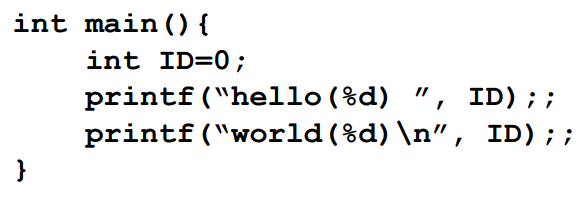 int main(){
    int ID=0;
    printf(“hello(%d) ”, ID);;
    printf(“world(%d)\n”, ID);;
}